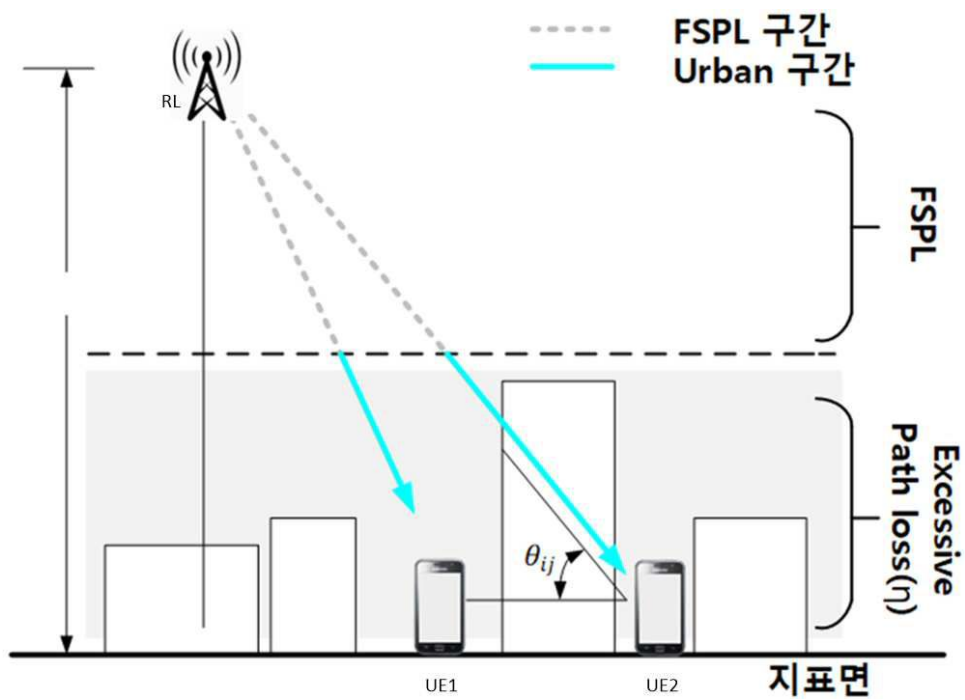 FSPL 구간
Urban 구간
RL
FSPL
Excessive
Path loss(η)
θij
UE1
UE2
지표면